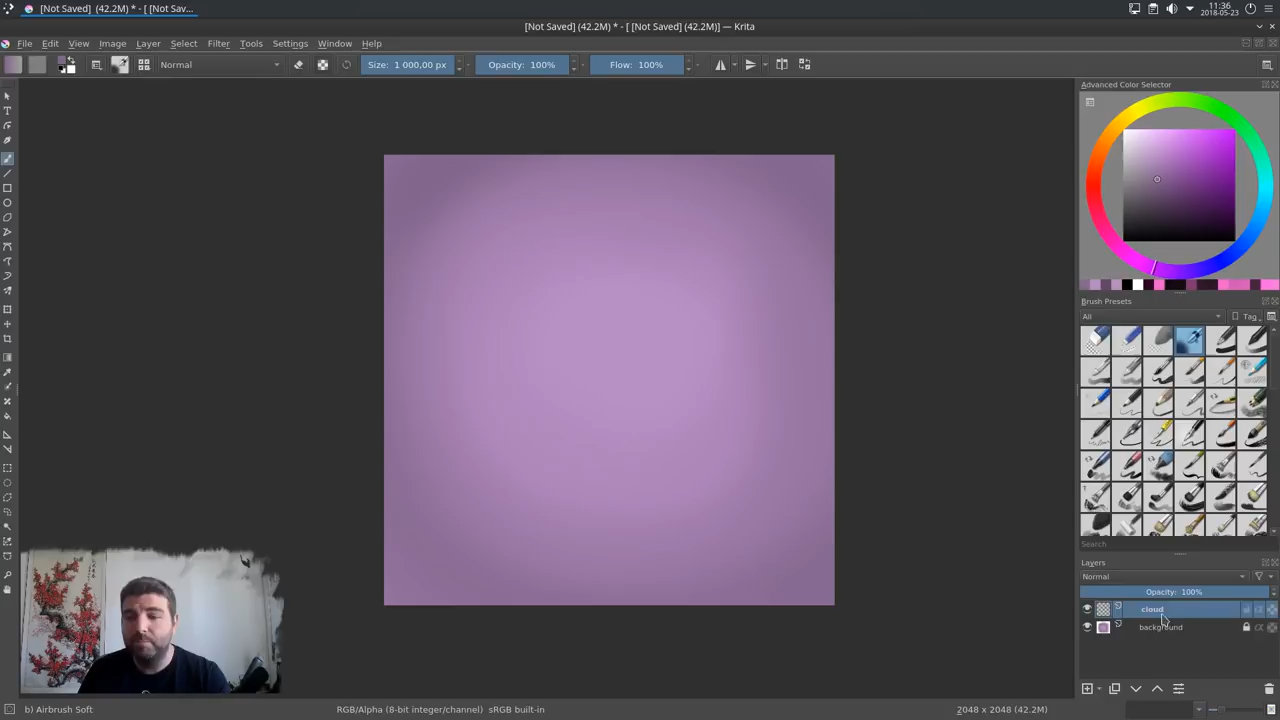 [Not Saved] (42.2M) * - [ [Not Sav...
11:36
2018-05-23
[Not Saved] (42.2M) * - [ [Not Saved] (42.2M)] — Krita
File Edit View Image Layer Select Filter Tools Settings Window Help
Normal
Size: 1 000,00 px
Opacity: 100%
Flow: 100%
Advanced Color Selector
Brush Presets
All
Tag
Search
Layers
Normal
Opacity: 100%
cloud
background
b) Airbrush Soft
RGB/Alpha (8-bit integer/channel) sRGB built-in
2048 x 2048 (42.2M)